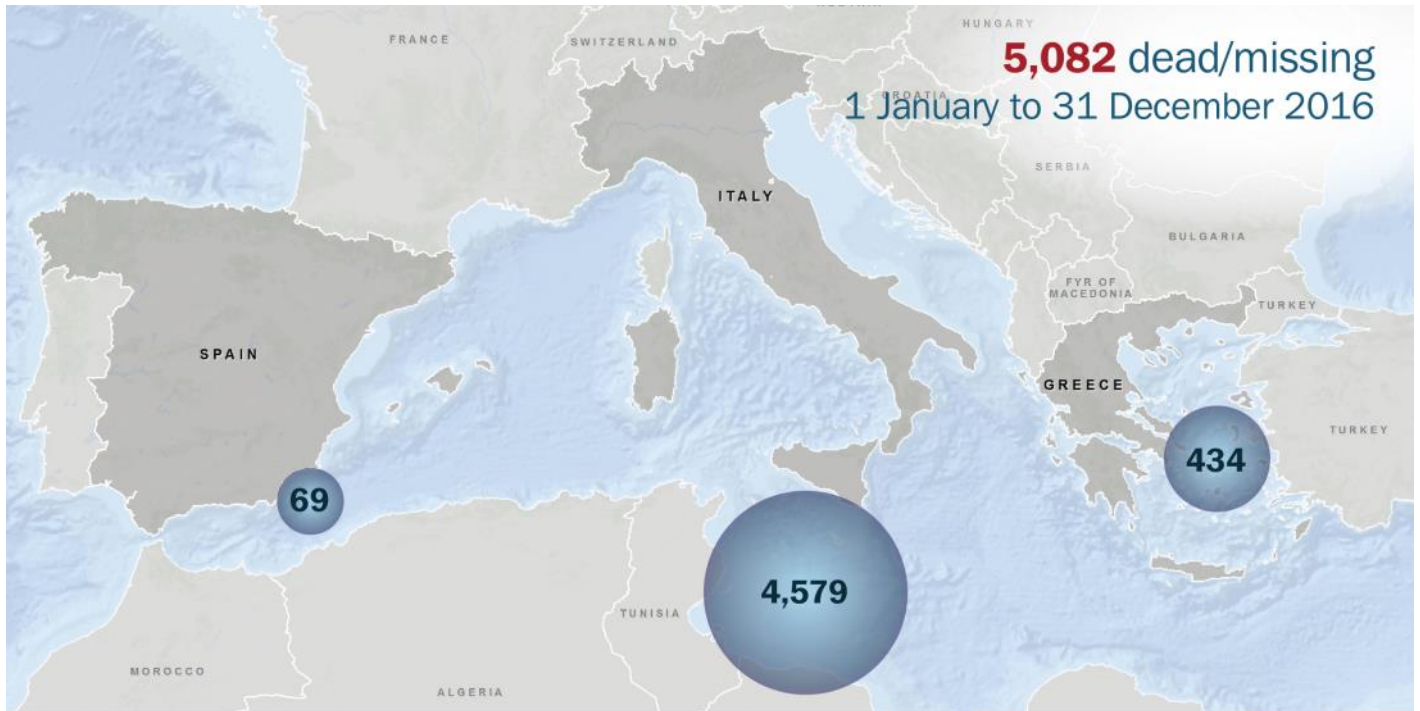 HUNGARY
FRANCE
SWITZERLAND
5,082 dead/missing
CROATIA
1 January to 31 December 2016
SERBIA
ITALY
BULGARIA
FYR OF
MACEDONIA
TURKEY
SPAIN
GREECE
TURKEY
434
69
4,579
TUNISIA
MOROCCO
ALGERIA